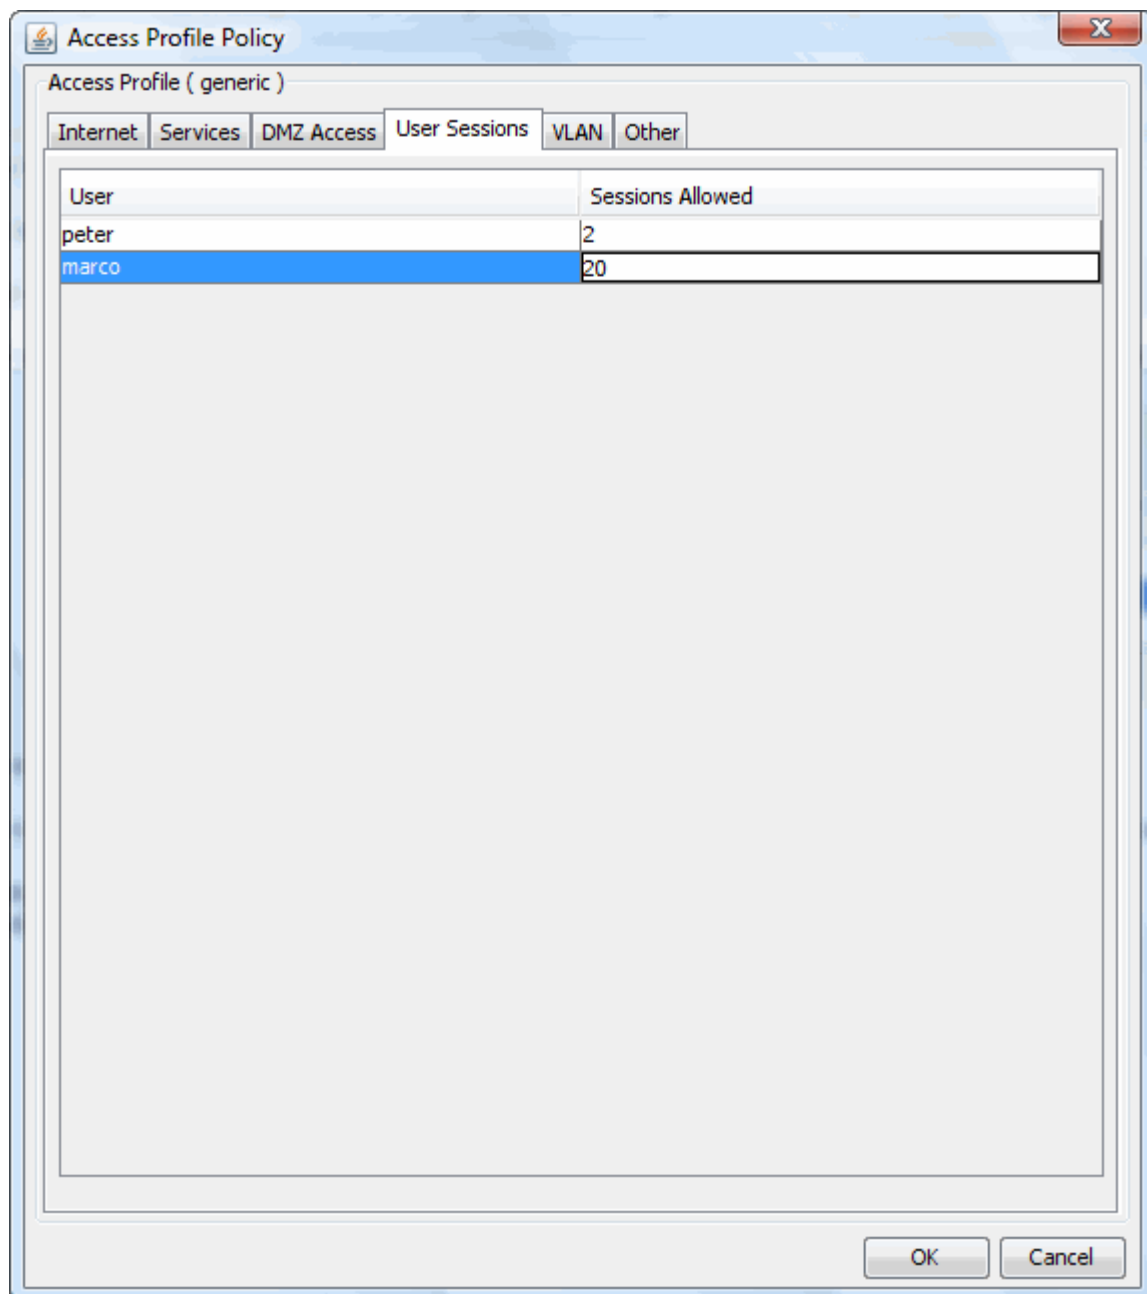 Access Profile Policy
Access Profile ( generic )
Internet Services DMZ Access User Sessions VLAN Other
User Sessions Allowed
peter 2
marco 20
OK Cancel